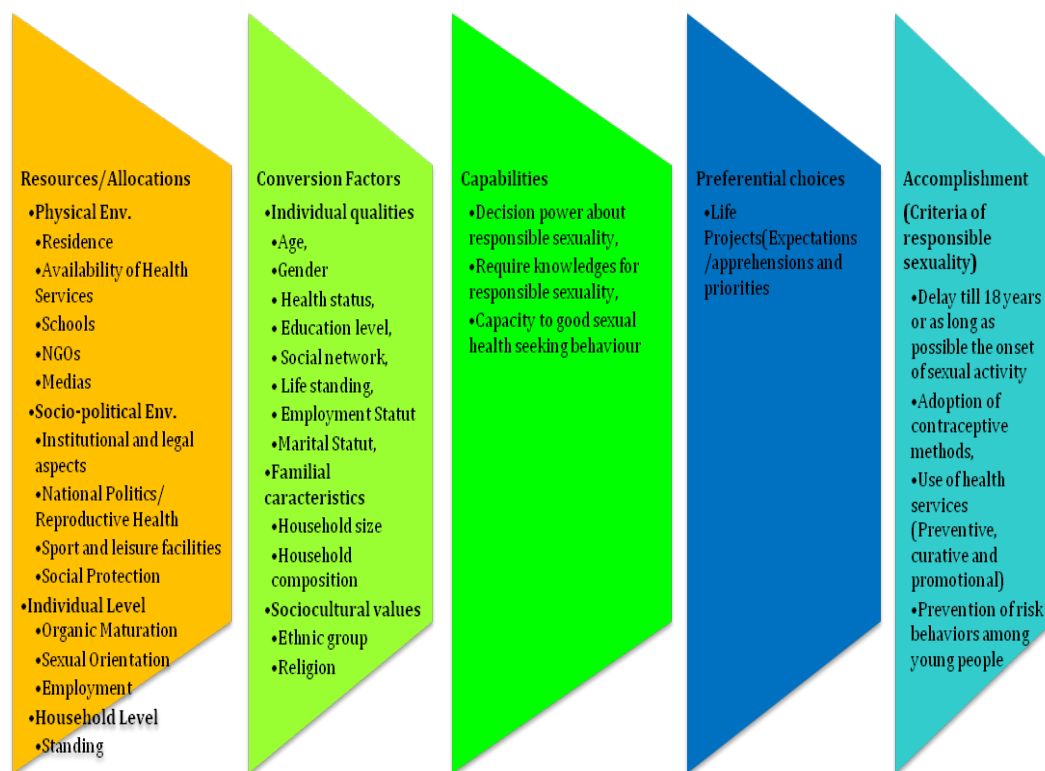 Resources/Allocations
•Physical Env.
•Residence
•Availability of Health
Services
•Schools
•NGOs
•Medias
•Socio-political Env.
•Institutional and legal
aspects
•National Politics/
Reproductive Health
•Sport and leisure facilities
•Social Protection
•Individual Level
•Organic Maturation
•Sexual Orientation
•Employment
•Household Level
•Standing
Conversion Factors
•Individual qualities
•Age,
•Gender
•Health status,
•Education level,
•Social network,
•Life standing,
•Employment Statut
•Marital Statut,
•Familial
caracteristics
•Household size
•Household
composition
•Sociocultural values
•Ethnic group
•Religion
Capabilities
•Decision power about
responsible sexuality,
•Require knowledges for
responsible sexuality,
•Capacity to good sexual
health seeking behaviour
Preferential choices
•Life
Projects(Expectations
/apprehensions and
priorities
Accomplishment
(Criteria of
responsible
sexuality)
•Delay till 18 years
or as long as
possible the onset
of sexual activity
•Adoption of
contraceptive
methods,
•Use of health
services
(Preventive,
curative and
promotional)
•Prevention of risk
behaviors among
young people